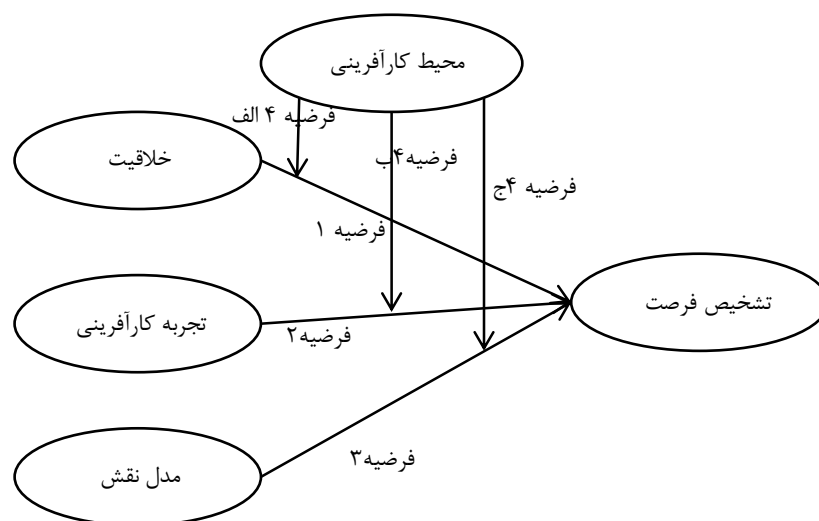 محیط کارآفرینی
فرضیه ۴ الف
خلاقیت
فرضیه۴ب
فرضیه ۴ج
فرضیه ۱
تشخیص فرصت
تجربه کارآفرینی
فرضیه۲
فرضیه۳
مدل نقش